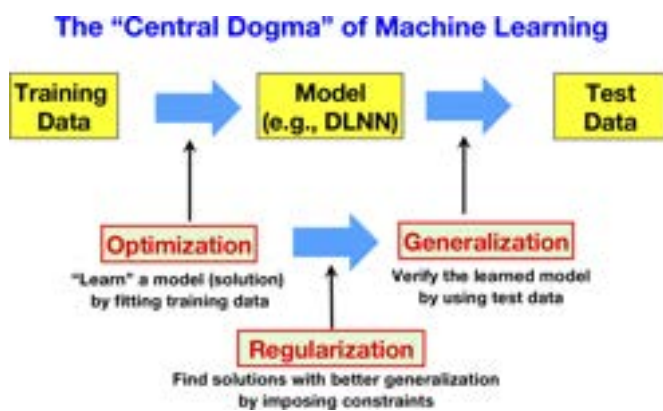 The "Central Dogma" of Machine Learning
Training
Data
Model
(e.g., DLNN)
Test
Data
Optimization
"Learn" a model (solution)
by fitting training data
Generalization
Verify the learned model
by using test data
Regularization
Find solutions with better generalization
by imposing constraints